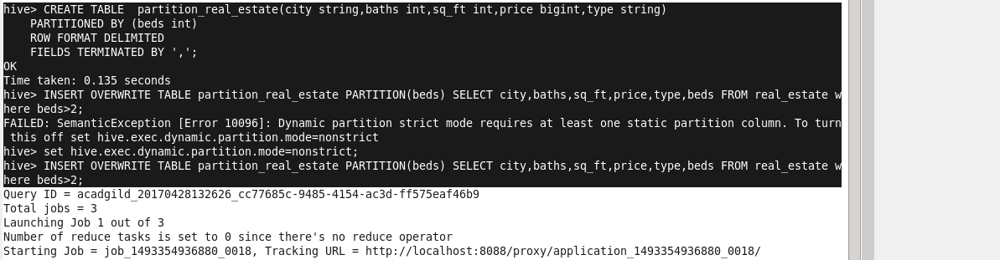 hive> CREATE TABLE  partition_real_estate(city string,baths int,sq_ft int,price bigint,type string)
    PARTITIONED BY (beds int)
    ROW FORMAT DELIMITED
    FIELDS TERMINATED BY ',';
OK
Time taken: 0.135 seconds
hive> INSERT OVERWRITE TABLE partition_real_estate PARTITION(beds) SELECT city,baths,sq_ft,price,type,beds FROM real_estate w
here beds>2;
FAILED: SemanticException [Error 10096]: Dynamic partition strict mode requires at least one static partition column. To turn
 this off set hive.exec.dynamic.partition.mode=nonstrict
hive> set hive.exec.dynamic.partition.mode=nonstrict;
hive> INSERT OVERWRITE TABLE partition_real_estate PARTITION(beds) SELECT city,baths,sq_ft,price,type,beds FROM real_estate w
here beds>2;
Query ID = acadgild_20170428132626_cc77685c-9485-4154-ac3d-ff575eaf46b9
Total jobs = 3
Launching Job 1 out of 3
Number of reduce tasks is set to 0 since there's no reduce operator
Starting Job = job_1493354936880_0018, Tracking URL = http://localhost:8088/proxy/application_1493354936880_0018/